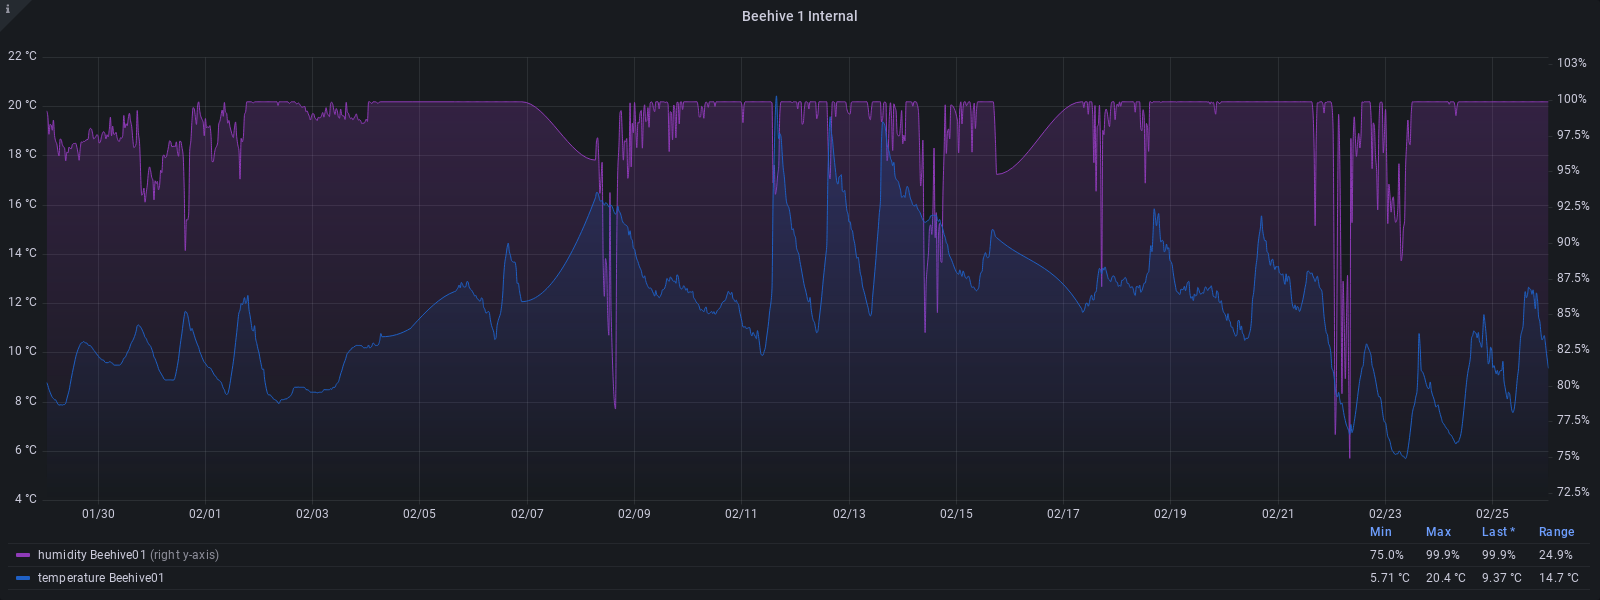 i
Beehive 1 Internal
22 °C
20 °C
18 °C
16 °C
14 °C
12 °C
10 °C
8 °C
6 °C
4 °C
103%
100%
97.5%
95%
92.5%
90%
87.5%
85%
82.5%
80%
77.5%
75%
72.5%
01/30 02/01 02/03 02/05 02/07 02/09 02/11 02/13 02/15 02/17 02/19 02/21 02/23 02/25
Min Max Last * Range
humidity Beehive01 (right y-axis) 75.0% 99.9% 99.9% 24.9%
temperature Beehive01 5.71 °C 20.4 °C 9.37 °C 14.7 °C